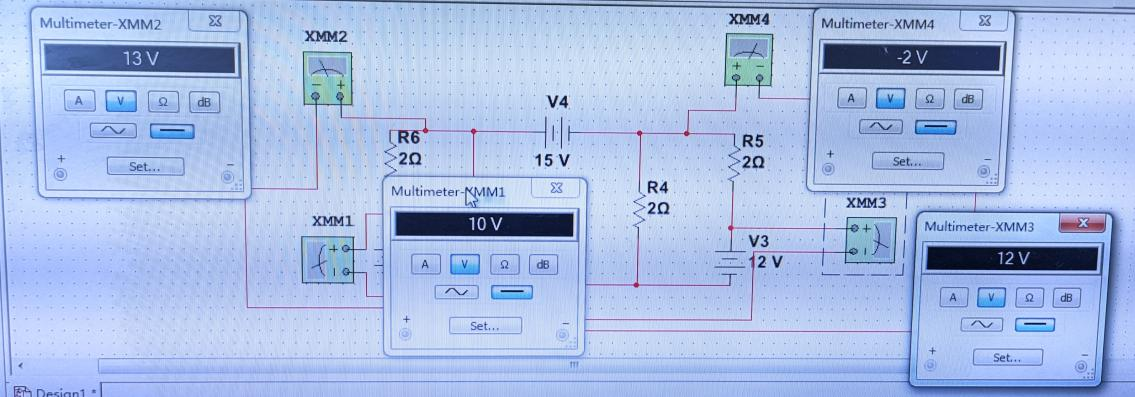 Multimeter-XMM2
13 V
A
V
Ω
dB
+
Set...
-
XMM2
- +
V4
15 V
R6
2Ω
XMM1
+
Multimeter-XMM1
10 V
A
V
Ω
dB
+
Set...
-
R4
2Ω
R5
2Ω
V3
12 V
XMM4
+ -
Multimeter-XMM4
-2 V
A
V
Ω
dB
+
Set...
-
XMM3
+
Multimeter-XMM3
12 V
A
V
Ω
dB
+
Set...
-
Design1 *